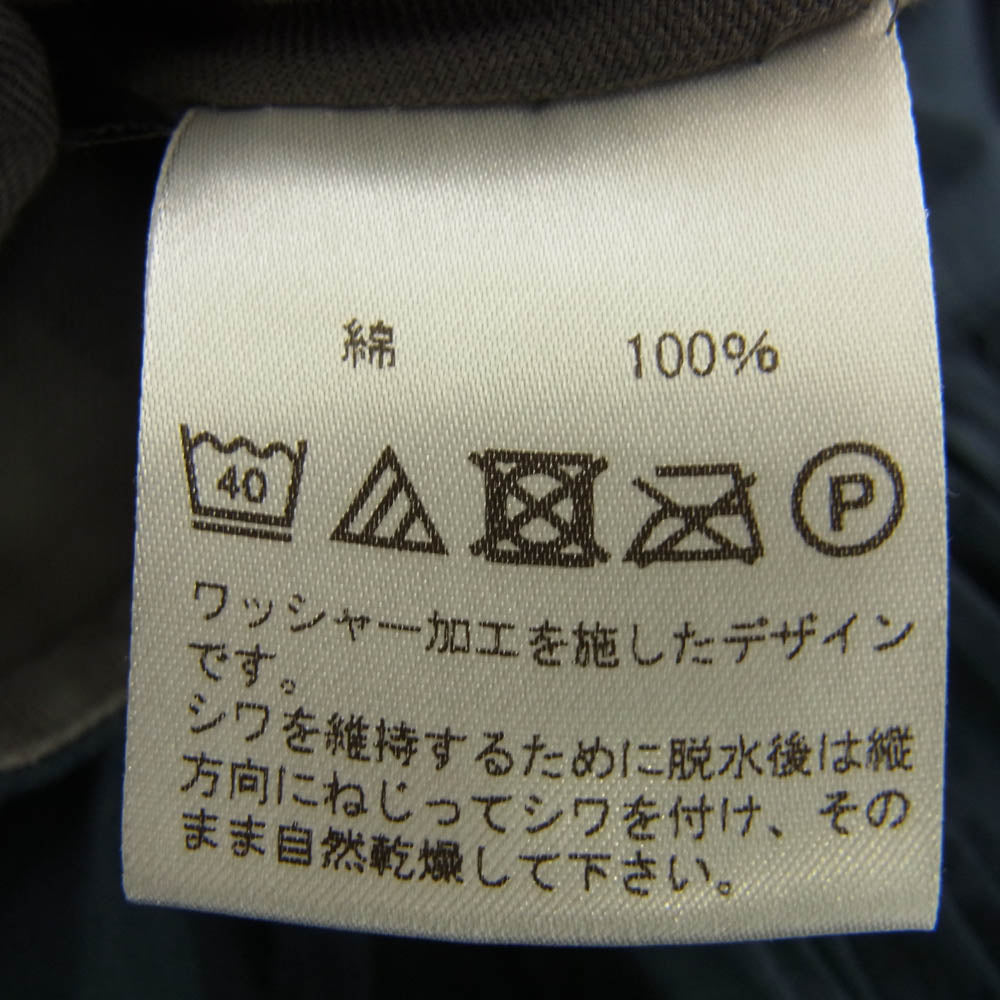 綿 100%
40 P
ワッシャー加工を施したデザイン
です。
シワを維持するために脱水後は縦
方向にねじってシワを付け、その
まま自然乾燥して下さい。